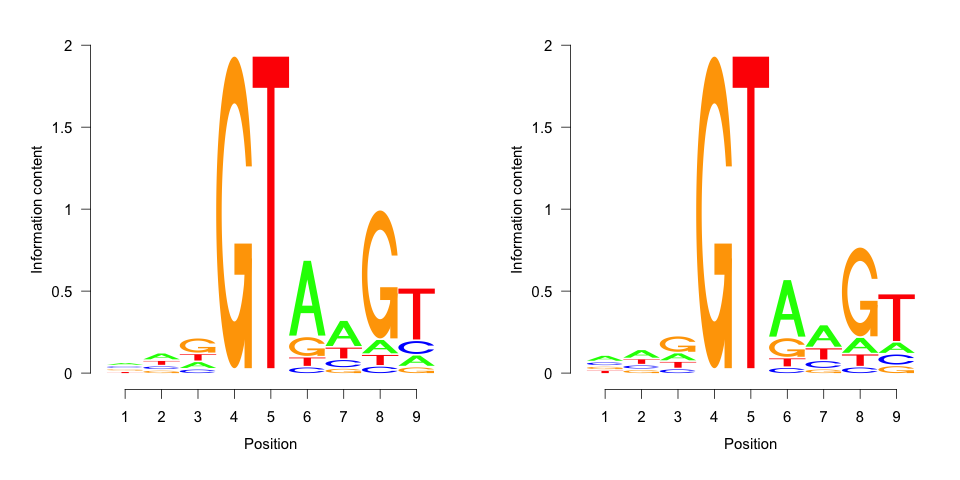 2
1.5
1
0.5
0
Information content
1 2 3 4 5 6 7 8 9
Position
G T A G T
G A A
A G T T A C
A T A T C A
C C G C G
2
1.5
1
0.5
0
Information content
1 2 3 4 5 6 7 8 9
Position
G T A G T
G A A A
A A G T T C
T C C G C G